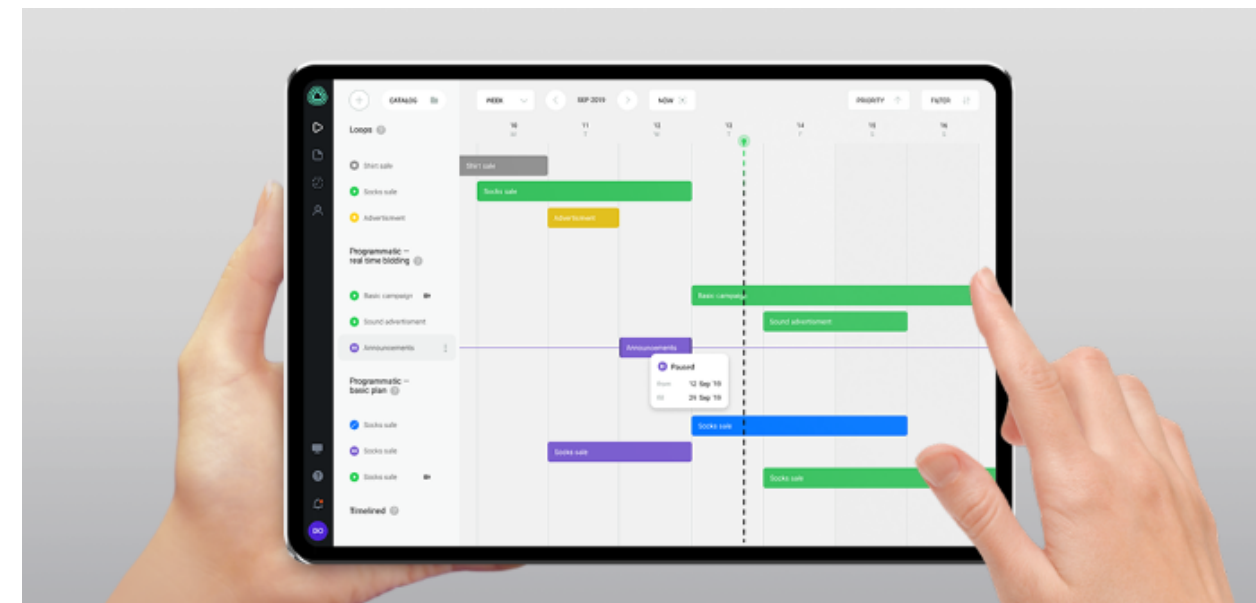 CATALOG
WEEK
SEP 2019
NOW
PRIORITY
FILTER
Loops
10 11 12 13 14 15 16
T W T F S S
Shirt sale
Shirt sale
Socks sale
Socks sale
Advertisment
Advertisment
Programmatic –
real time bidding
Basic campaign
Basic campaign
Sound advertisment
Sound advertisment
Announcements
Announcements
Paused
from 12 Sep '18
till Sep '18
Programmatic –
basic plan
Socks sale
Socks sale
Socks sale
Socks sale
Socks sale
Socks sale
Timelined
DO